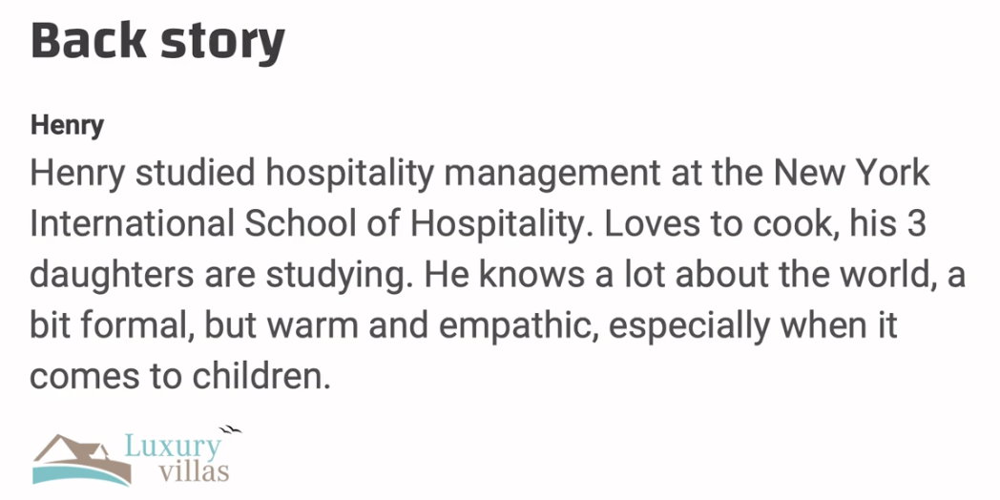 Back story
Henry
Henry studied hospitality management at the New York
International School of Hospitality. Loves to cook, his 3
daughters are studying. He knows a lot about the world, a
bit formal, but warm and empathic, especially when it
comes to children.
Luxury
villas